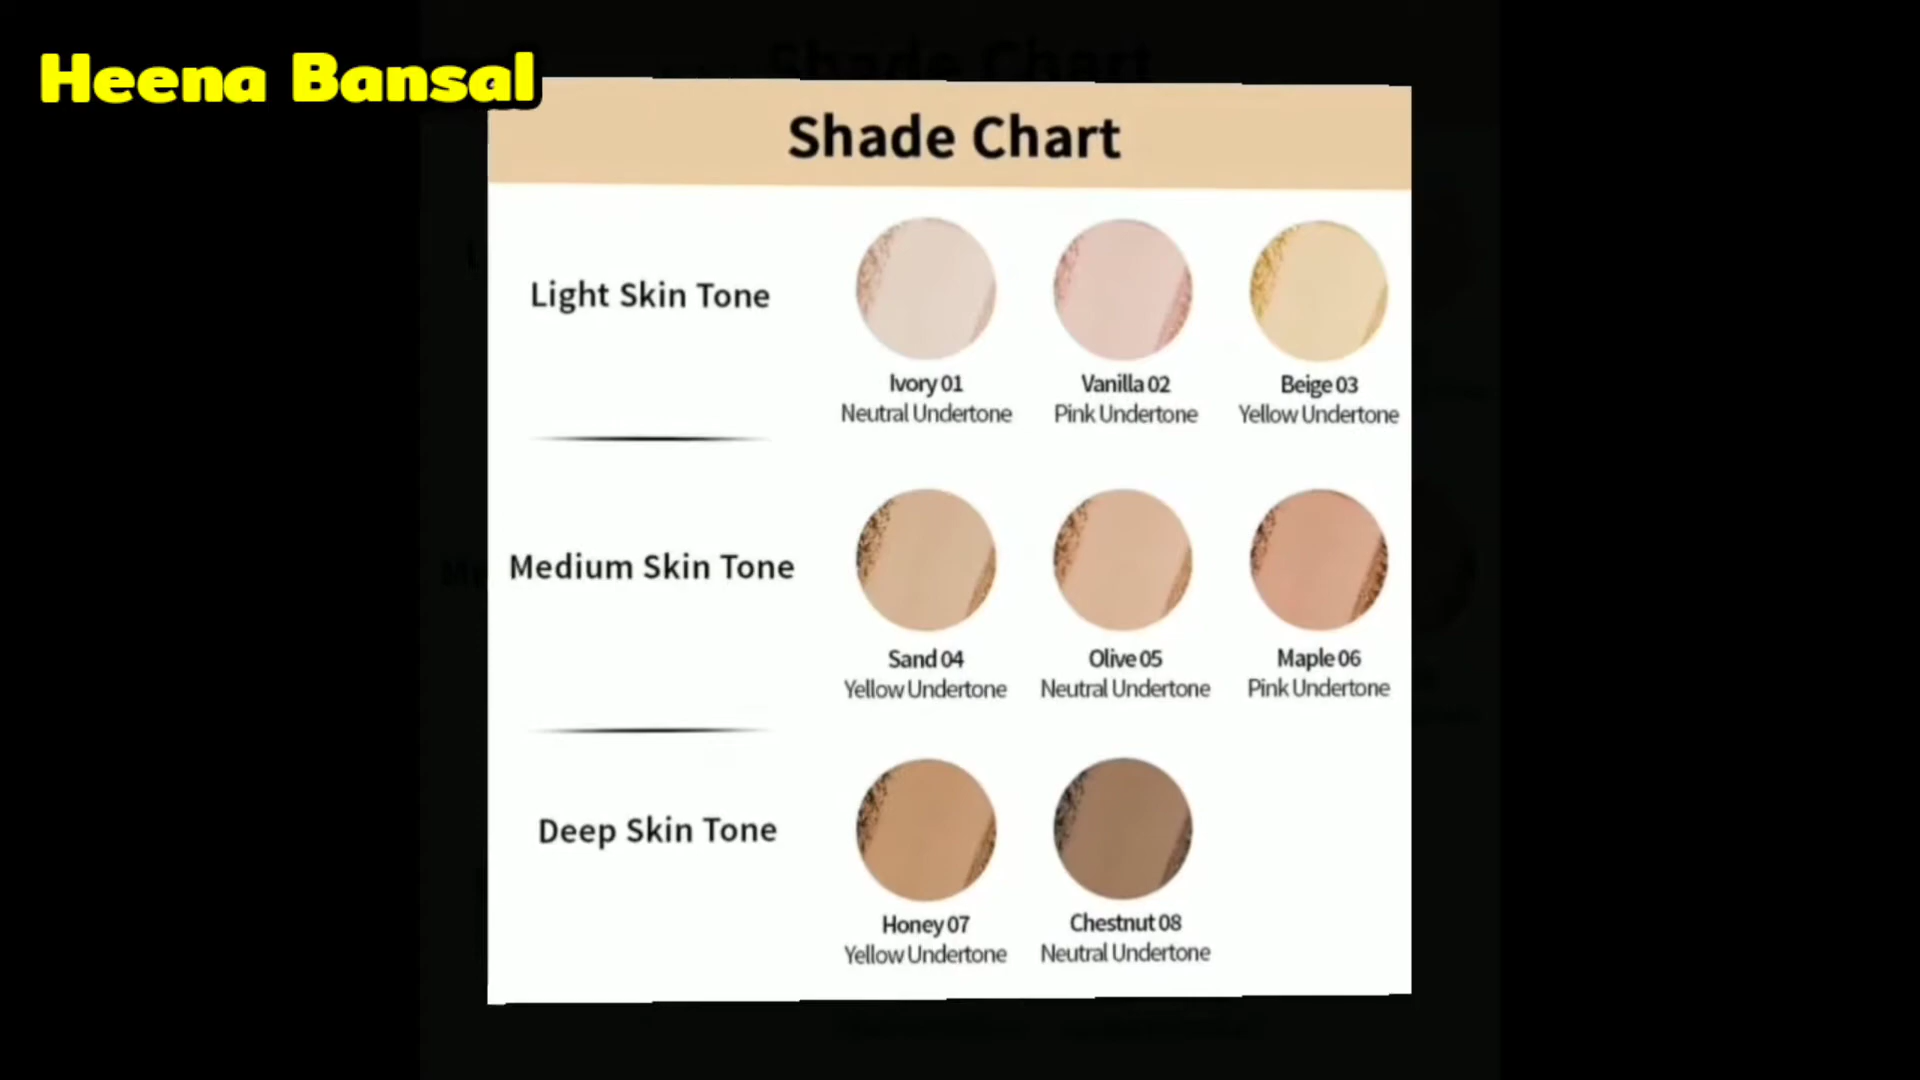 Heena Bansal
Shade Chart
Light Skin Tone
Ivory 01
Neutral Undertone
Vanilla 02
Pink Undertone
Beige 03
Yellow Undertone
Medium Skin Tone
Sand 04
Yellow Undertone
Olive 05
Neutral Undertone
Maple 06
Pink Undertone
Deep Skin Tone
Honey 07
Yellow Undertone
Chestnut 08
Neutral Undertone